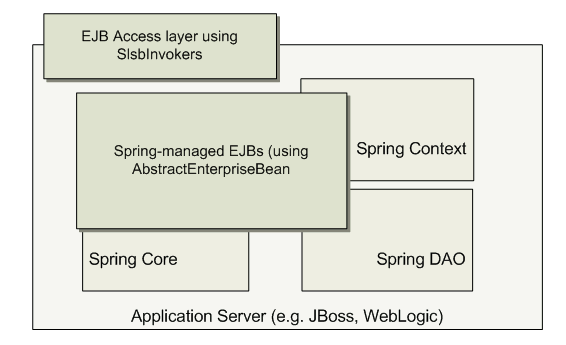 EJB Access layer using
SlsbInvokers
Spring-managed EJBs (using
AbstractEnterpriseBean
Spring Context
Spring Core
Spring DAO
Application Server (e.g. JBoss, WebLogic)